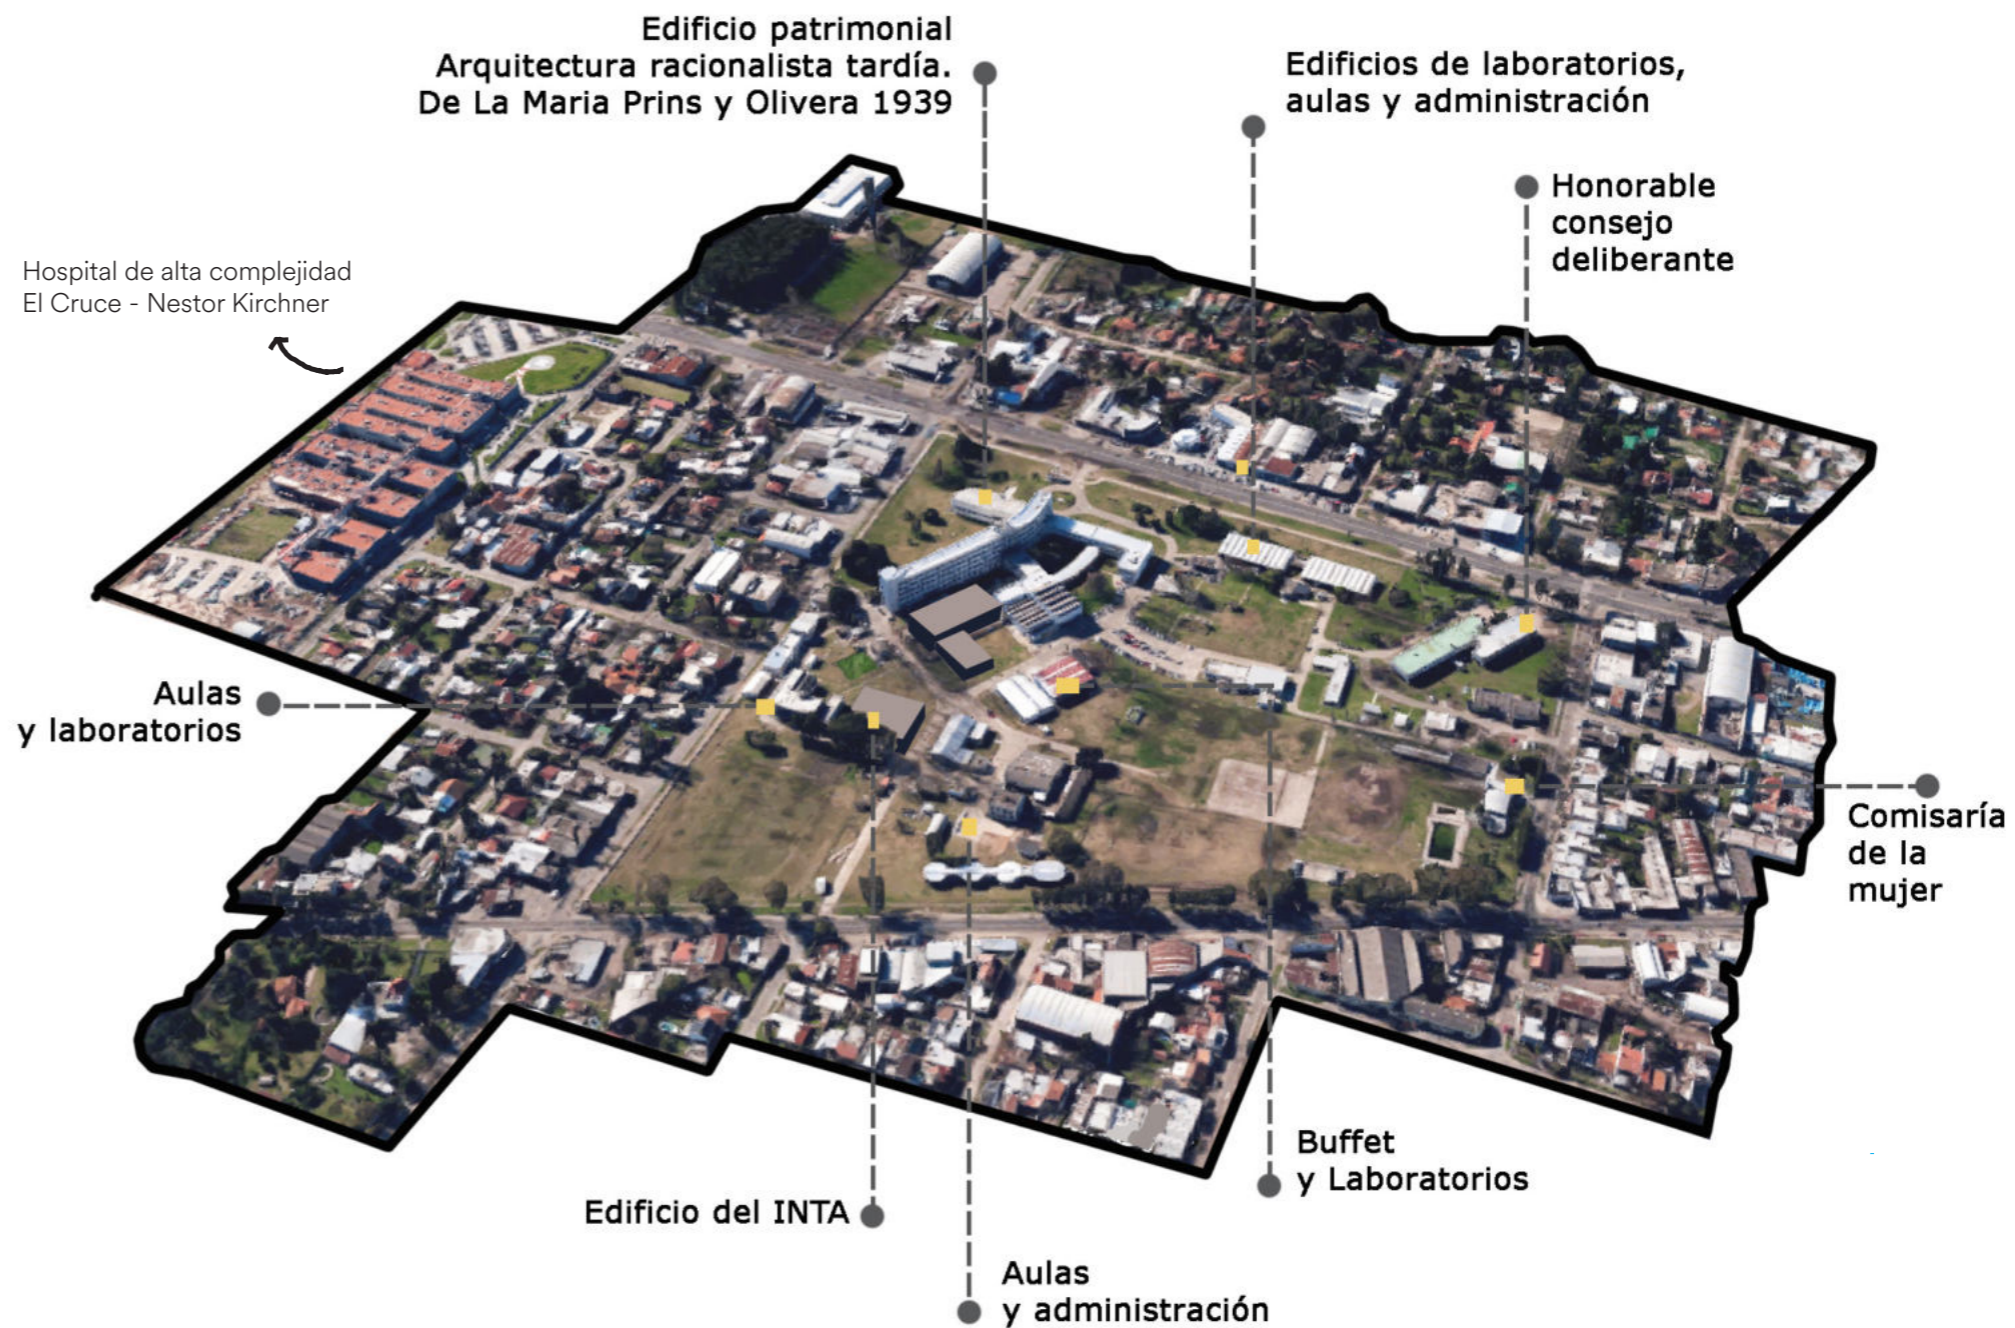 Edificio patrimonial
Arquitectura racionalista tardía.
De La Maria Prins y Olivera 1939
Edificios de laboratorios,
aulas y administración
Honorable
consejo
deliberante
Hospital de alta complejidad
El Cruce - Nestor Kirchner
Aulas
y laboratorios
Comisaría
de la
mujer
Buffet
y Laboratorios
Edificio del INTA
Aulas
y administración